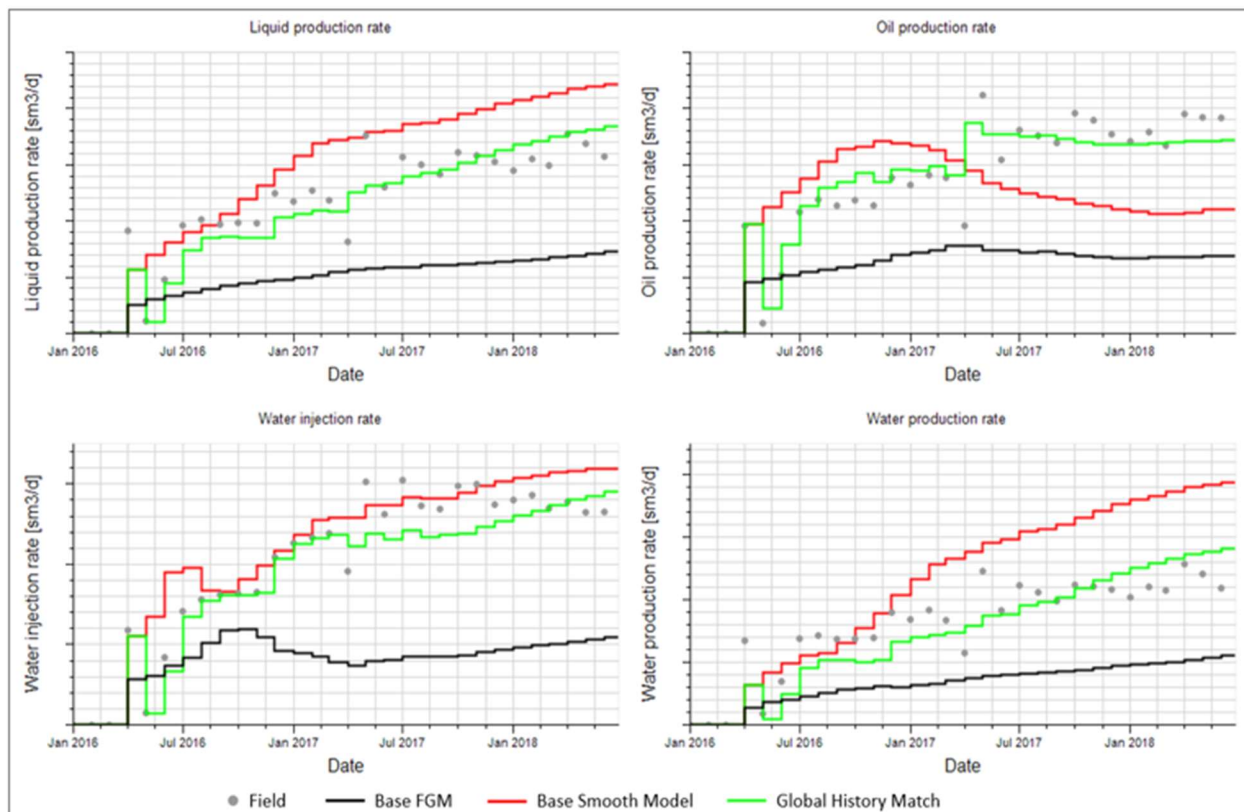 Liquid production rate
Liquid production rate [sm3/d]
Jan 2016 Jul 2016 Jan 2017 Jul 2017 Jan 2018
Date
Oil production rate
Oil production rate [sm3/d]
Jan 2016 Jul 2016 Jan 2017 Jul 2017 Jan 2018
Date
Water injection rate
Water injection rate [sm3/d]
Jan 2016 Jul 2016 Jan 2017 Jul 2017 Jan 2018
Date
Water production rate
Water production rate [sm3/d]
Jan 2016 Jul 2016 Jan 2017 Jul 2017 Jan 2018
Date
Field Base FGM Base Smooth Model Global History Match